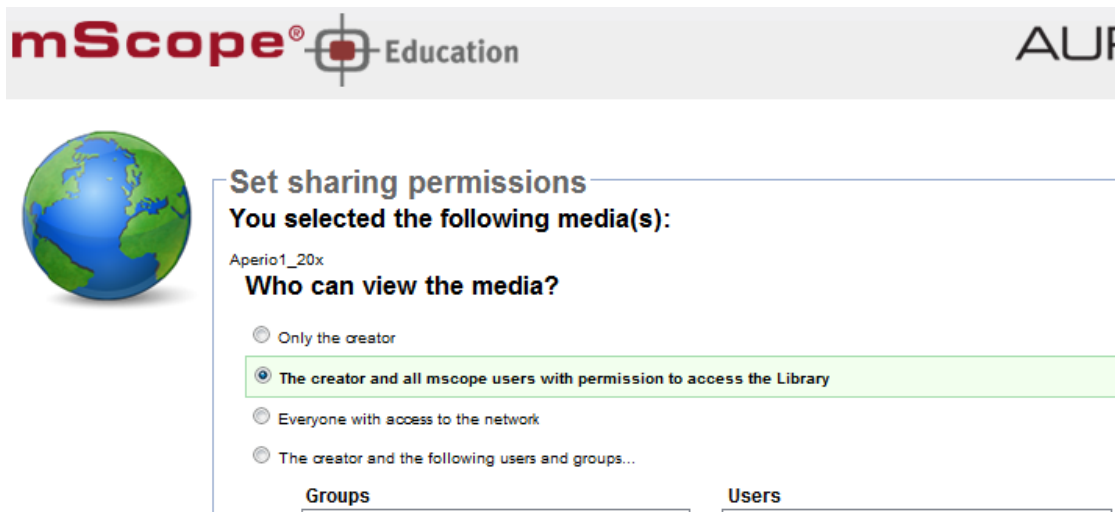 mScope® Education
Set sharing permissions
You selected the following media(s):
Aperio1_20x
Who can view the media?
Only the creator
The creator and all mscope users with permission to access the Library
Everyone with access to the network
The creator and the following users and groups...
Groups Users